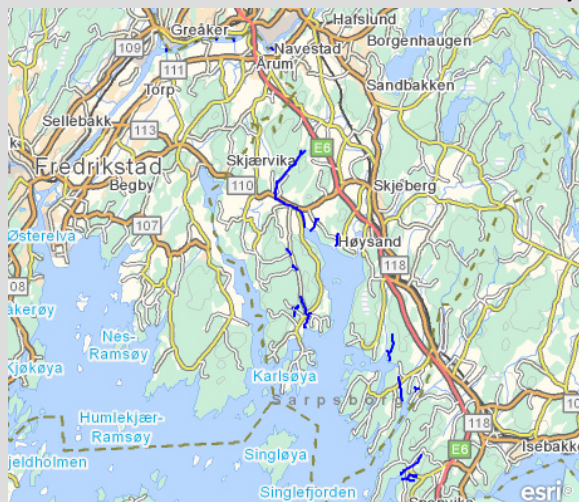 Hafslund
Greåker
109
Borgenhaugen
Navestad
Årum
111
Sandbakken
Torp
Sellebakk
113
E6
Skjærvika
Fredrikstad
Begby
110
Skjeberg
107
Østerelva
Høysand
118
08
Nes-
Ramsøy
Kjøkøya
Karlsøya
Sarpsborg
Humlekjær-
Ramsøy
118
Isebakke
E6
jeldholmen
Singløya
Singlefjorden
esri